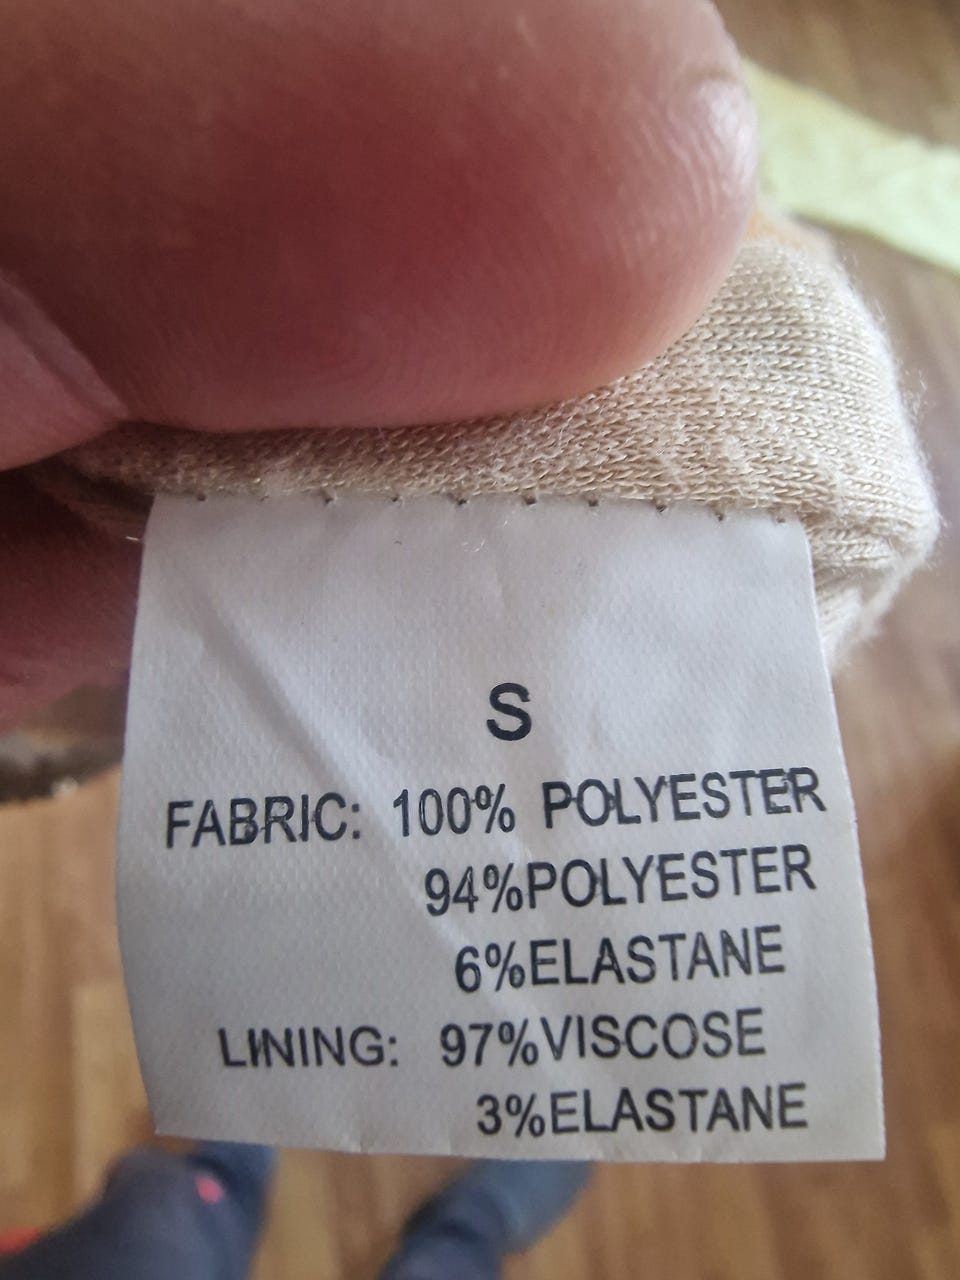 S
FABRIC: 100% POLYESTER
94%POLYESTER
6%ELASTANE
LINING: 97%VISCOSE
3%ELASTANE